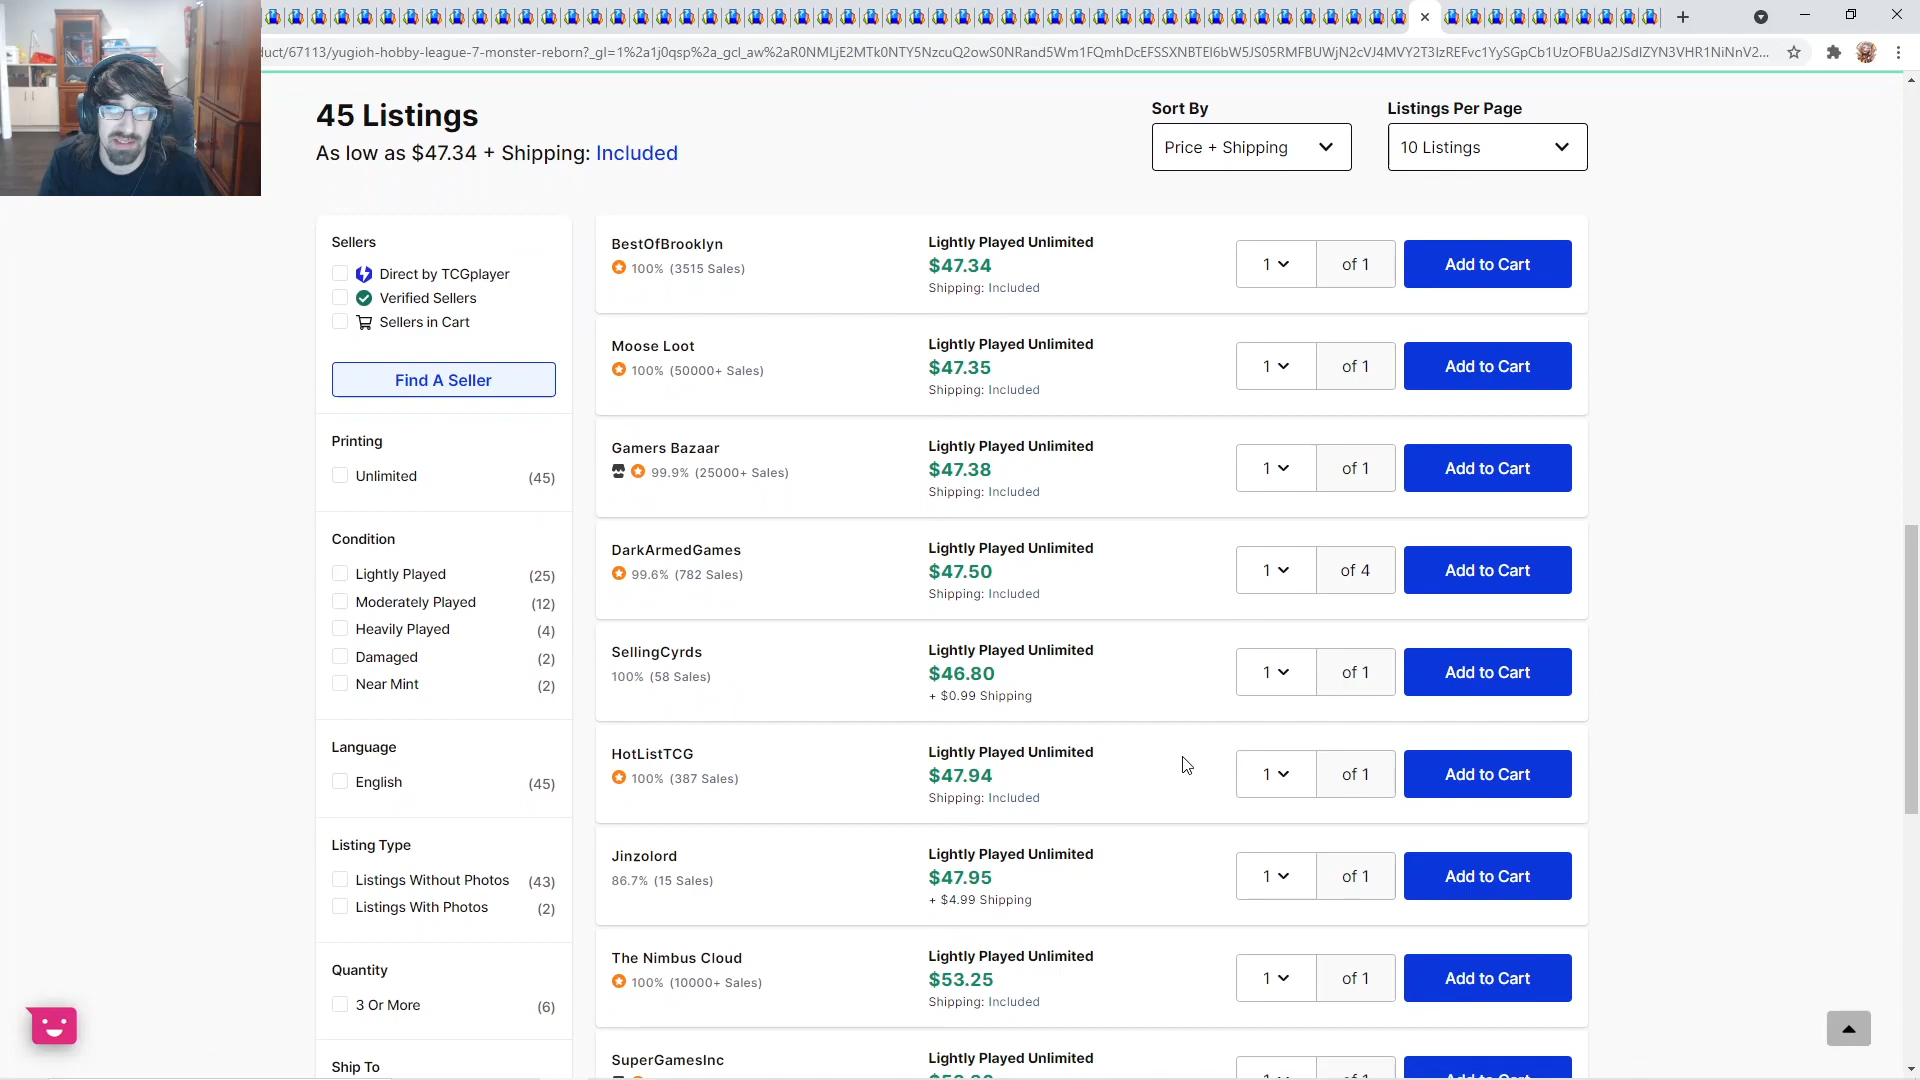 duct/67113/yugioh-hobby-league-7-monster-reborn?_gl=1%2a1j0qsp%2a_gcl_aw%2aR0NMLjE2MTk0NTY5NzcuQ2owS0NRand5Wm1FQmhDcEFSSXNBTEl6bW5JS05RMFBUWjN2cVJ4MVY2T3IzREFvc1YySGpCb1UzOFBUa2JSdlZYN3VHR1NiNnV2...
45 Listings
As low as $47.34 + Shipping: Included
Sort By
Price + Shipping
Listings Per Page
10 Listings
Sellers
Direct by TCGplayer
Verified Sellers
Sellers in Cart
Find A Seller
Printing
Unlimited (45)
Condition
Lightly Played (25)
Moderately Played (12)
Heavily Played (4)
Damaged (2)
Near Mint (2)
Language
English (45)
Listing Type
Listings Without Photos (43)
Listings With Photos (2)
Quantity
3 Or More (6)
Ship To
BestOfBrooklyn
100% (3515 Sales)
Lightly Played Unlimited
$47.34
Shipping: Included
1 of 1 Add to Cart
Moose Loot
100% (50000+ Sales)
Lightly Played Unlimited
$47.35
Shipping: Included
1 of 1 Add to Cart
Gamers Bazaar
99.9% (25000+ Sales)
Lightly Played Unlimited
$47.38
Shipping: Included
1 of 1 Add to Cart
DarkArmedGames
99.6% (782 Sales)
Lightly Played Unlimited
$47.50
Shipping: Included
1 of 4 Add to Cart
SellingCyrds
100% (58 Sales)
Lightly Played Unlimited
$46.80
+ $0.99 Shipping
1 of 1 Add to Cart
HotListTCG
100% (387 Sales)
Lightly Played Unlimited
$47.94
Shipping: Included
1 of 1 Add to Cart
Jinzolord
86.7% (15 Sales)
Lightly Played Unlimited
$47.95
+ $4.99 Shipping
1 of 1 Add to Cart
The Nimbus Cloud
100% (10000+ Sales)
Lightly Played Unlimited
$53.25
Shipping: Included
1 of 1 Add to Cart
SuperGamesInc
Lightly Played Unlimited